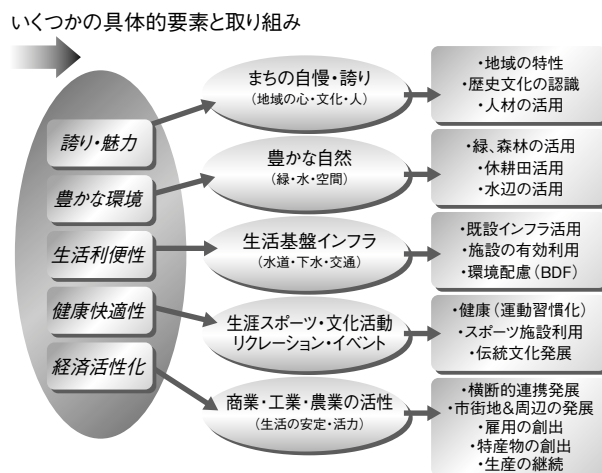 いくつかの具体的要素と取り組み
誇り・魅力
豊かな環境
生活利便性
健康快適性
経済活性化
まちの自慢・誇り
(地域の心・文化・人)
豊かな自然
(緑・水・空間)
生活基盤インフラ
(水道・下水・交通)
生涯スポーツ・文化活動
リクレーション・イベント
商業・工業・農業の活性
(生活の安定・活力)
・地域の特性
・歴史文化の認識
・人材の活用
・緑、森林の活用
・休耕田活用
・水辺の活用
・既設インフラ活用
・施設の有効利用
・環境配慮(BDF)
・健康(運動習慣化)
・スポーツ施設利用
・伝統文化発展
・横断的連携発展
・市街地&周辺の発展
・雇用の創出
・特産物の創出
・生産の継続